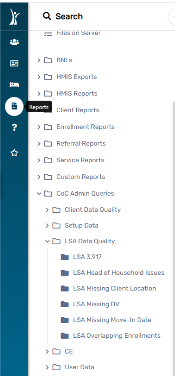 Search
Files on Server
BNLs
HMIS Exports
HMIS Reports
Reports
Client Reports
Enrollment Reports
Referral Reports
Service Reports
Custom Reports
CoC Admin Queries
Client Data Quality
Setup Data
LSA Data Quality
LSA 3.917
LSA Head of Household Issues
LSA Missing Client Location
LSA Missing DV
LSA Missing Move-In Date
LSA Overlapping Enrollments
CE
User Data